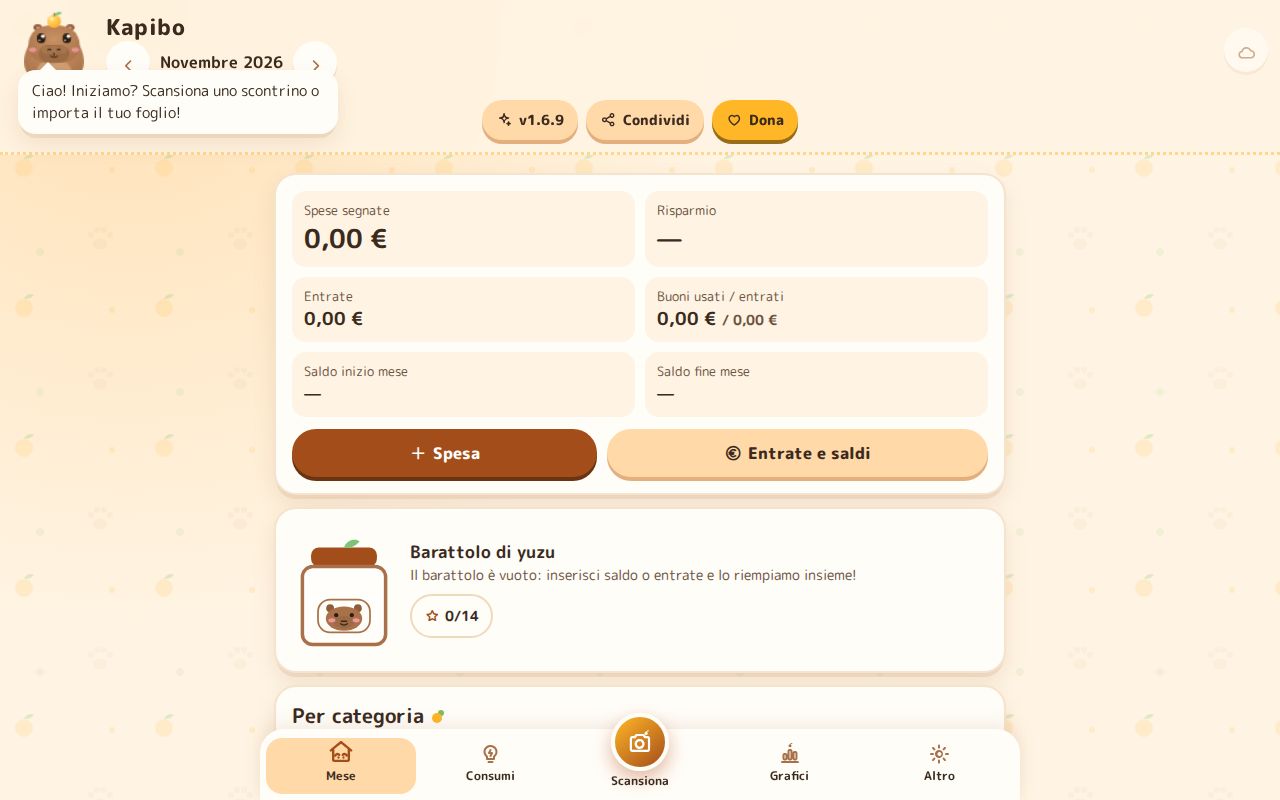 Kapibo
Novembre 2026
Ciao! Iniziamo? Scansiona uno scontrino o
importa il tuo foglio!
v1.6.9
Condividi
Dona
Spese segnate
0,00 €
Risparmio
—
Entrate
0,00 €
Buoni usati / entrati
0,00 € / 0,00 €
Saldo inizio mese
—
Saldo fine mese
—
+ Spesa
€ Entrate e saldi
Barattolo di yuzu
Il barattolo è vuoto: inserisci saldo o entrate e lo riempiamo insieme!
0/14
Per categoria
Mese
Consumi
Scansiona
Grafici
Altro